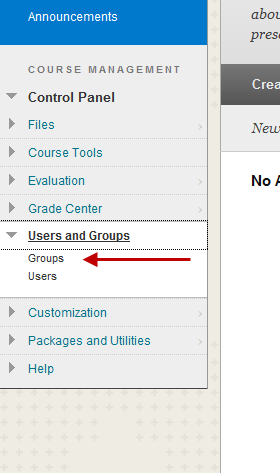 Announcements
COURSE MANAGEMENT
Control Panel
Files
Course Tools
Evaluation
Grade Center
Users and Groups
Groups
Users
Customization
Packages and Utilities
Help
abou
pres
Crea
New
No A